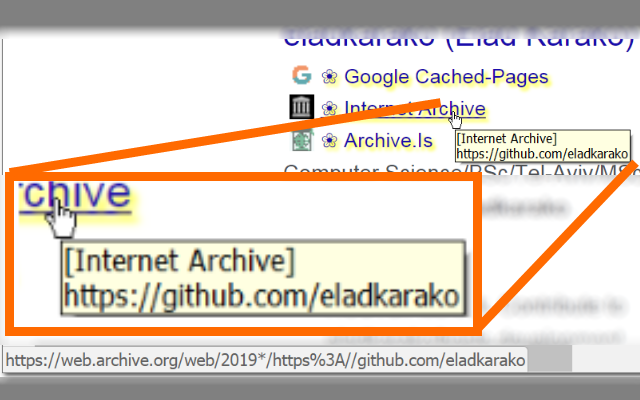 eladkarako (Elad Karako)
❀ Google Cached-Pages
❀ Internet Archive
❀ Archive.Is
[Internet Archive]
https://github.com/eladkarako
Computer Science/BSc/Tel-Aviv/MSc
rchive
[Internet Archive]
https://github.com/eladkarako
https://web.archive.org/web/2019*/https%3A//github.com/eladkarako